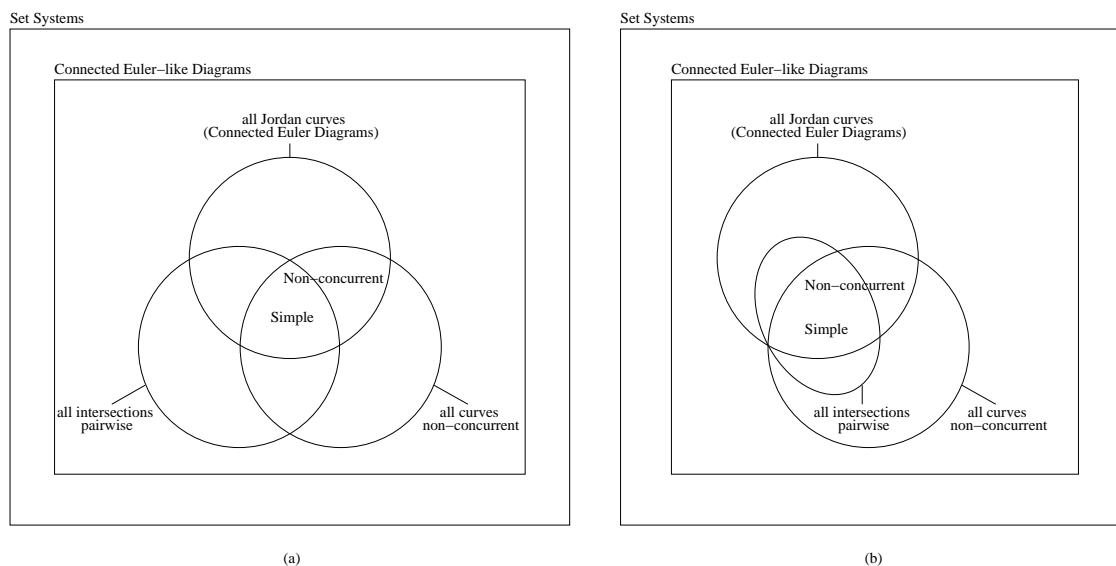 Set Systems
Connected Euler−like Diagrams
all Jordan curves
(Connected Euler Diagrams)
Non−concurrent
Simple
all intersections
pairwise
all curves
non−concurrent
(a)
Set Systems
Connected Euler−like Diagrams
all Jordan curves
(Connected Euler Diagrams)
Non−concurrent
Simple
all intersections
pairwise
all curves
non−concurrent
(b)